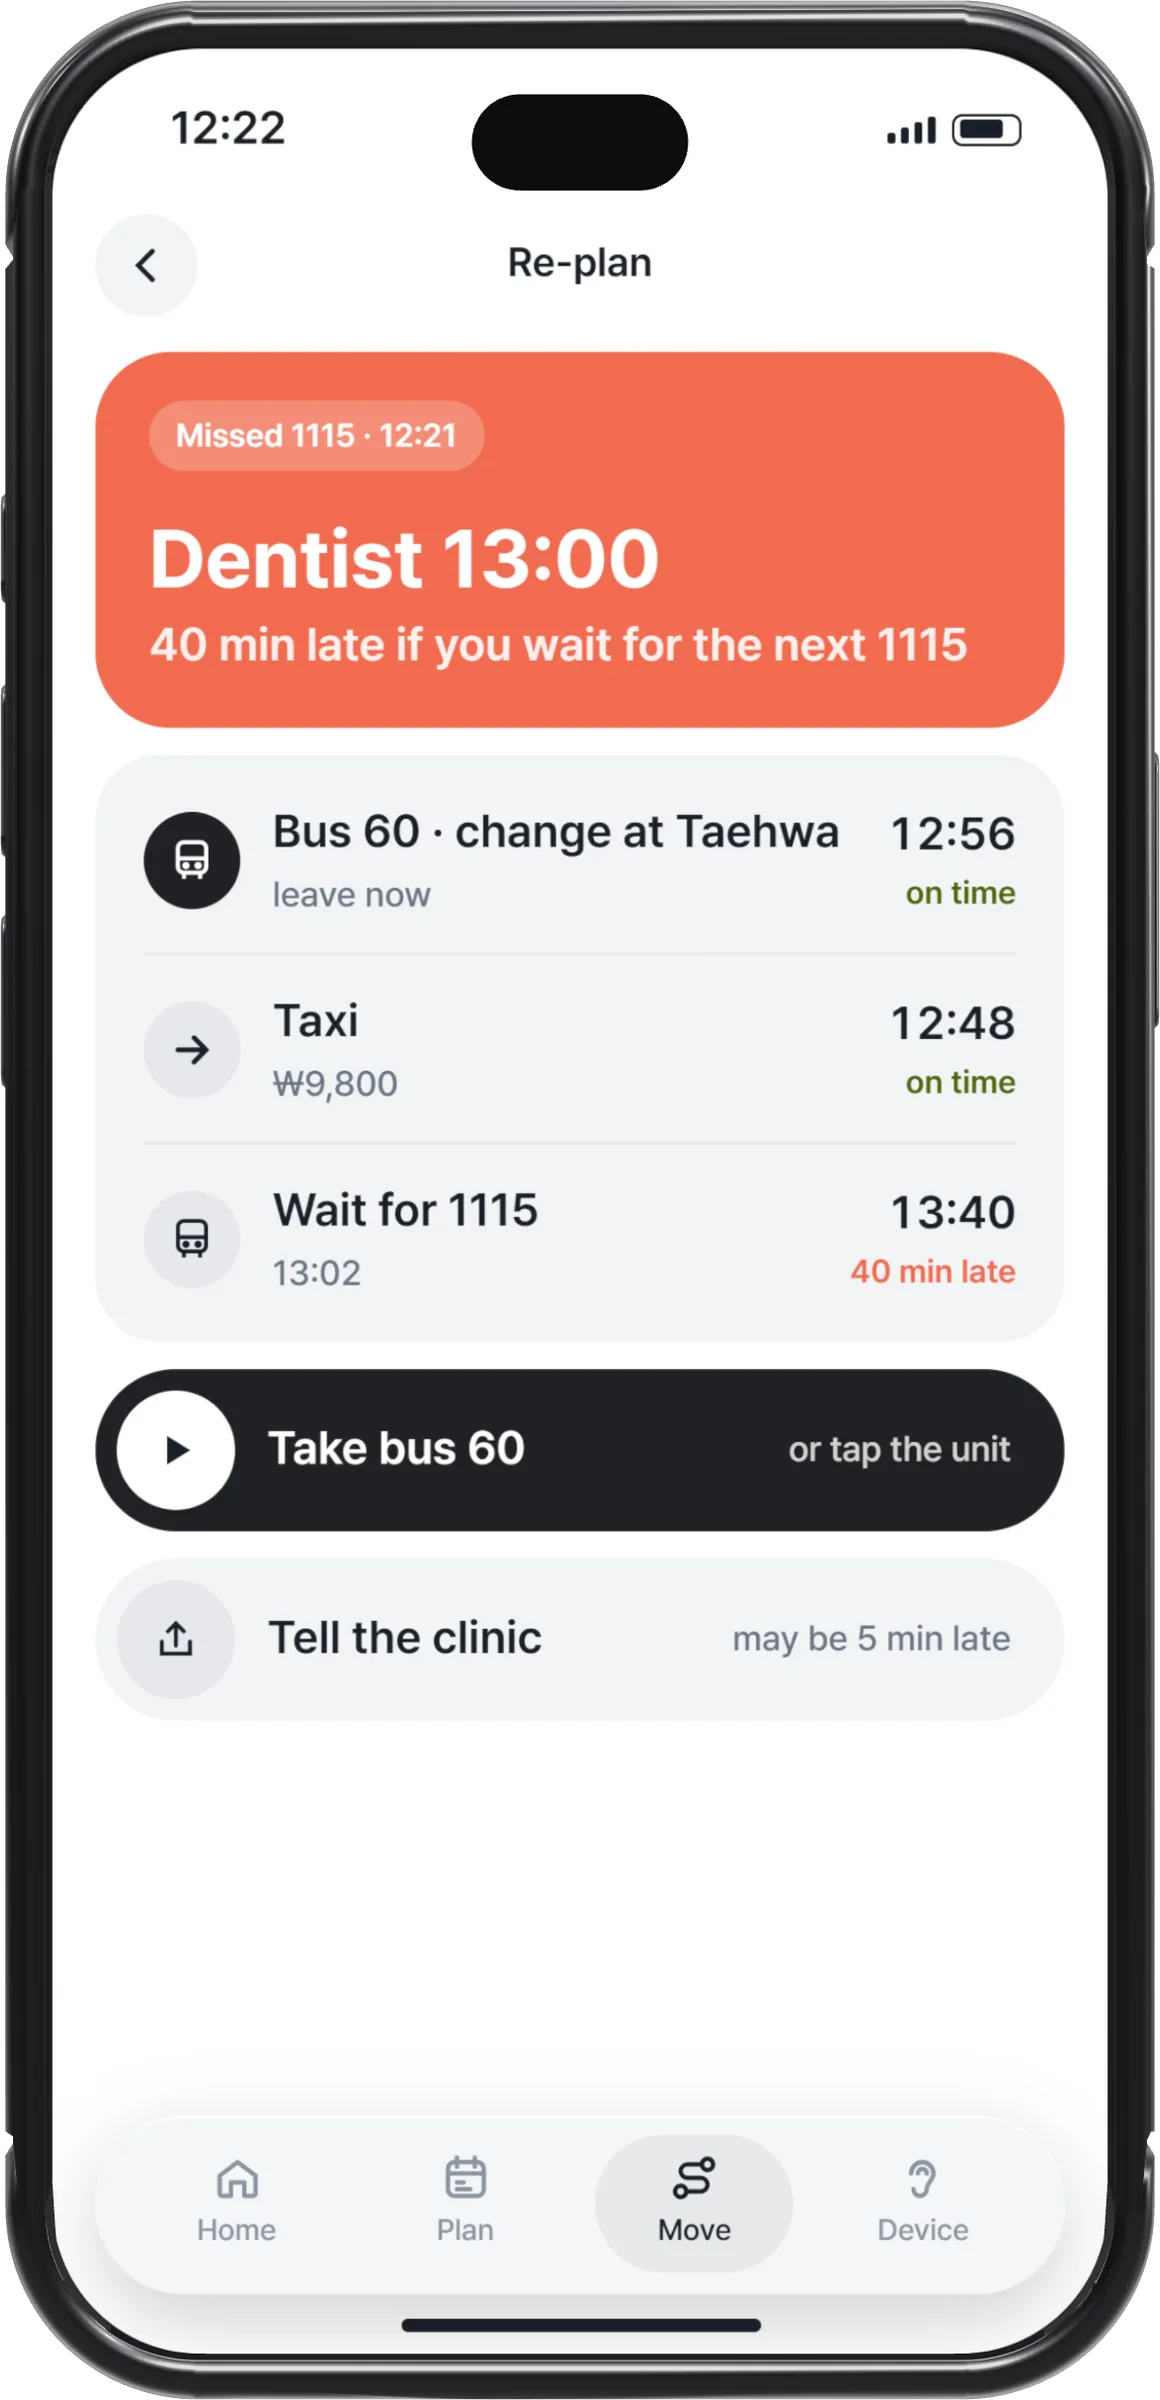 12:22
Re-plan
Missed 1115 · 12:21
Dentist 13:00
40 min late if you wait for the next 1115
Bus 60 · change at Taehwa 12:56
leave now on time
Taxi 12:48
₩9,800 on time
Wait for 1115 13:40
13:02 40 min late
Take bus 60 or tap the unit
Tell the clinic may be 5 min late
Home Plan Move Device